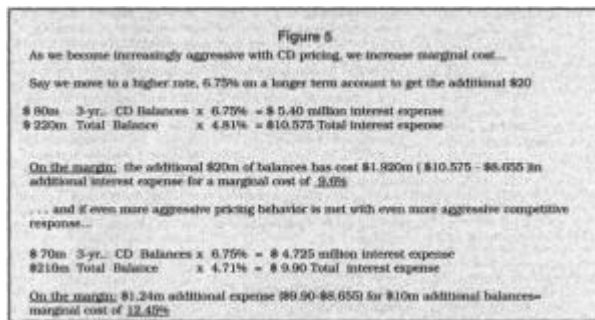 Figure 5
As we become increasingly aggressive with CD pricing, we increase marginal cost...
Say we move to a higher rate, 6.75% on a longer term account to get the additional $20
$ 80m 3-yr.. CD Balances x 6.75% = $ 5.40 million interest expense
$ 220m Total Balance x 4.81% = $10.575 Total interest expense
On the margin: the additional $20m of balances has cost $1.920m ( $10.575 - $8.655 )in
additional interest expense for a marginal cost of 9.6%
. . . and if even more aggressive pricing behavior is met with even more aggressive competitive
response...
$ 70m 3-yr.. CD Balances x 6.75% = $ 4.725 million interest expense
$210m Total Balance x 4.71% = $ 9.90 Total interest expense
On the margin: $1.24m additional expense ($9.90-$8.655) for $10m additional balances=
marginal cost of 12.45%